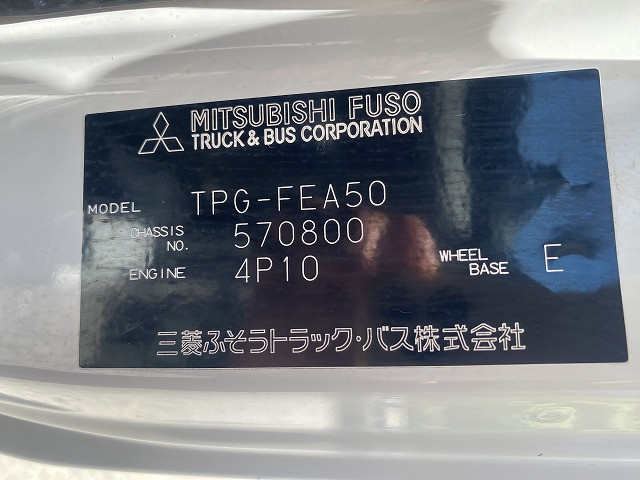 MITSUBISHI FUSO
TRUCK & BUS CORPORATION
MODEL TPG-FEA50
CHASSIS NO. 570800
ENGINE 4P10 WHEEL BASE E
三菱ふそうトラック・バス株式会社